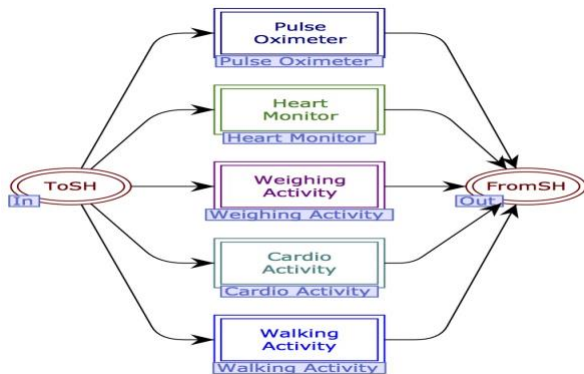 Pulse
Oximeter
Pulse Oximeter
Heart
Monitor
Heart Monitor
ToSH
In
Weighing
Activity
Weighing Activity
FromSH
Out
Cardio
Activity
Cardio Activity
Walking
Activity
Walking Activity